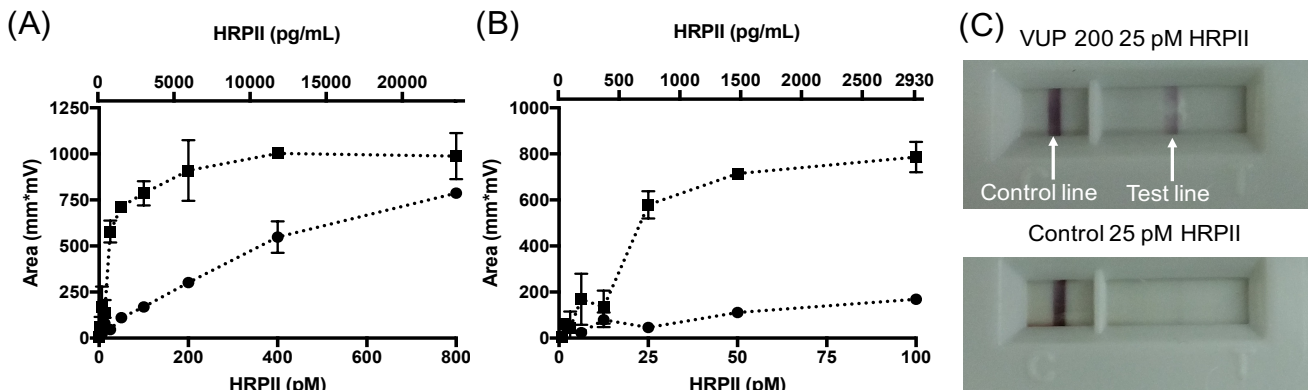 (A)
HRPII (pg/mL)
0 5000 10000 15000 20000
1250
1000
750
500
250
0
Area (mm*mV)
0 200 400 600 800
HRPII (pM)
(B)
HRPII (pg/mL)
0 500 1000 1500 2000 2500 2930
800
600
400
200
0
Area (mm*mV)
0 25 50 75 100
HRPII (pM)
(C)
VUP 200 25 pM HRPII
Control line Test line
C T
Control 25 pM HRPII
C T